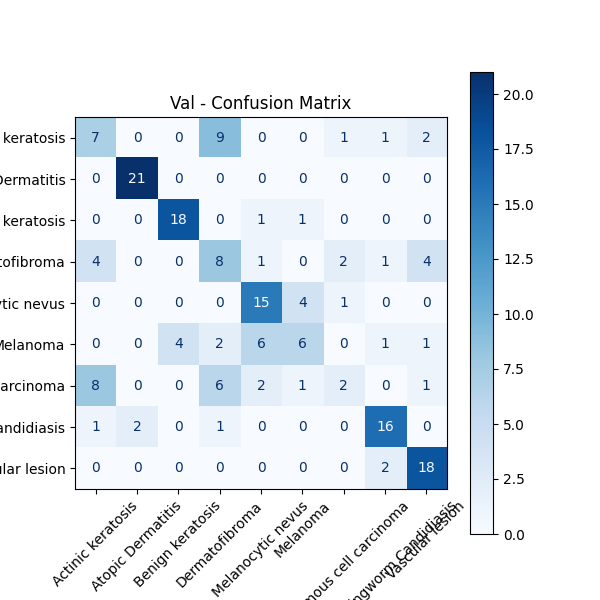 Val - Confusion Matrix
keratosis 7 0 0 9 0 0 1 1 2
Dermatitis 0 21 0 0 0 0 0 0 0
keratosis 0 0 18 0 1 1 0 0 0
tofibroma 4 0 0 8 1 0 2 1 4
ytic nevus 0 0 0 0 15 4 1 0 0
Melanoma 0 0 4 2 6 6 0 1 1
arcinoma 8 0 0 6 2 1 2 0 1
andidiasis 1 2 0 1 0 0 0 16 0
ular lesion 0 0 0 0 0 0 0 2 18
Actinic keratosis
Atopic Dermatitis
Benign keratosis
Dermatofibroma
Melanocytic nevus
Melanoma
mous cell carcinoma
ngworm Candidiasis
Vascular lesion
20.0
17.5
15.0
12.5
10.0
7.5
5.0
2.5
0.0